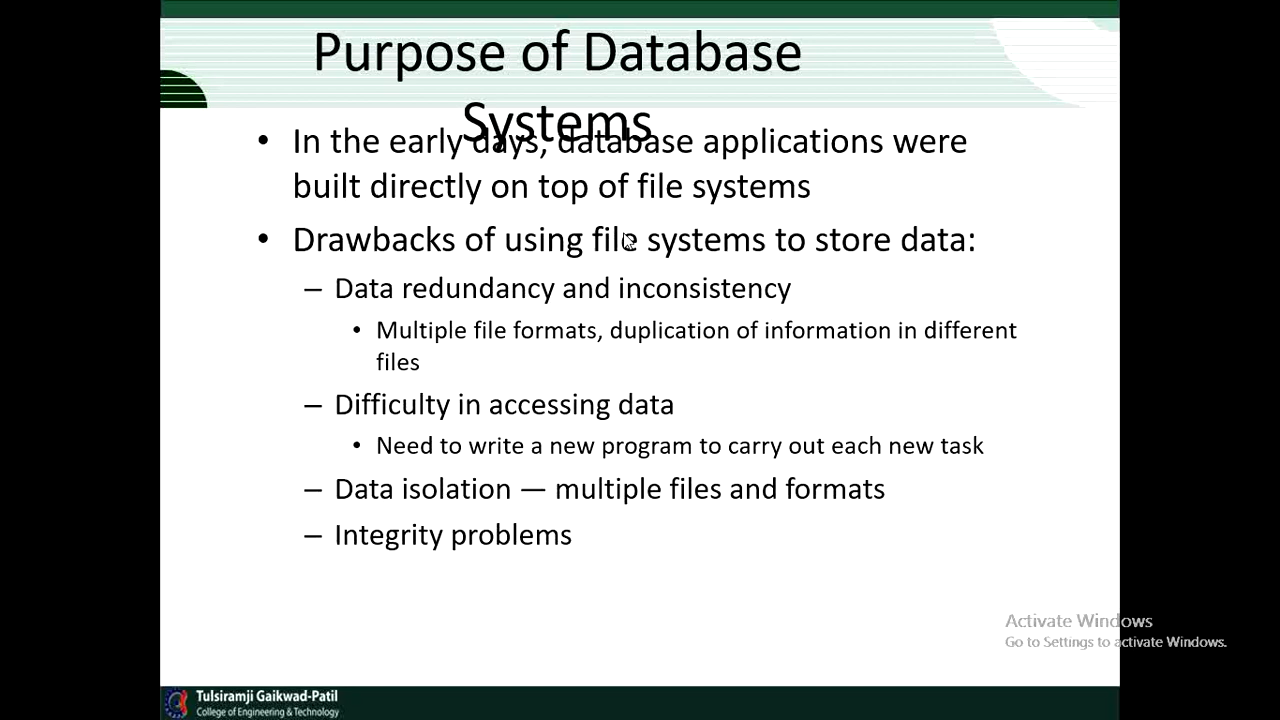 Purpose of Database
Systems
• In the early days, database applications were
built directly on top of file systems
• Drawbacks of using file systems to store data:
– Data redundancy and inconsistency
• Multiple file formats, duplication of information in different
files
– Difficulty in accessing data
• Need to write a new program to carry out each new task
– Data isolation — multiple files and formats
– Integrity problems
Activate Windows
Go to Settings to activate Windows.
Tulsiramji Gaikwad-Patil
College of Engineering & Technology